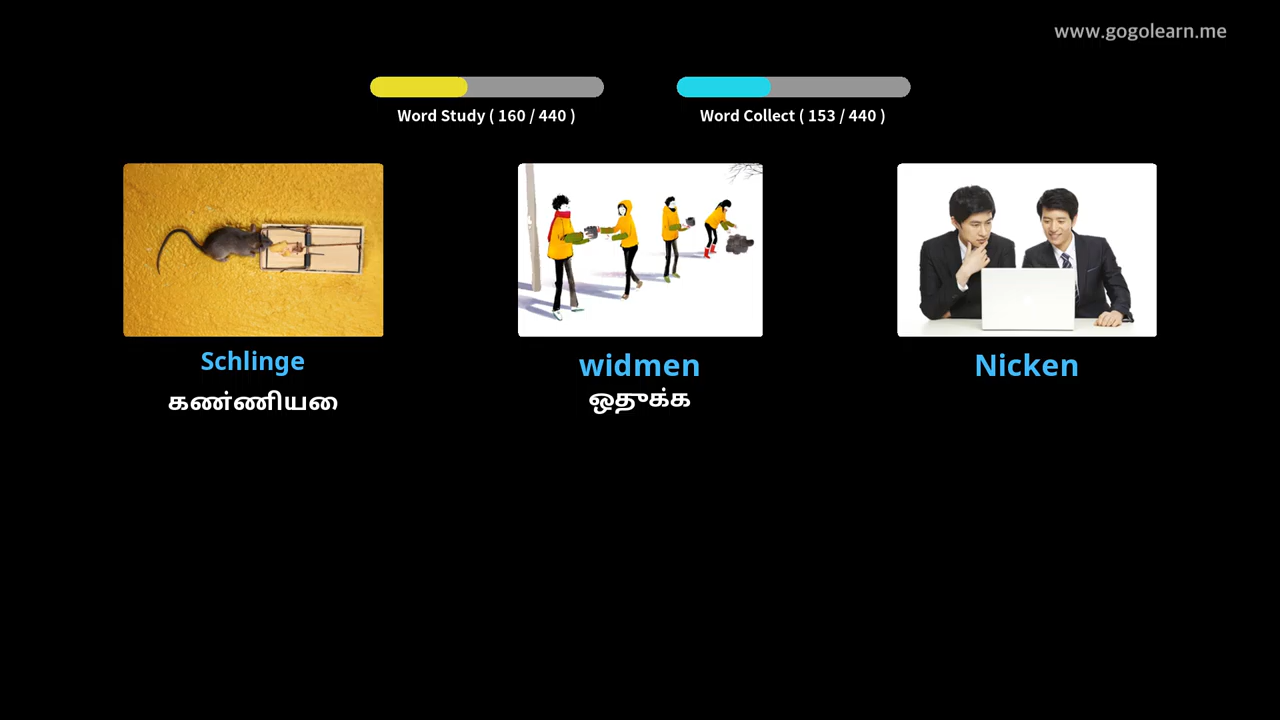 www.gogolearn.me
Word Study ( 160 / 440 )
Word Collect ( 153 / 440 )
Schlinge
கண்ணியை
widmen
ஒதுக்க
Nicken